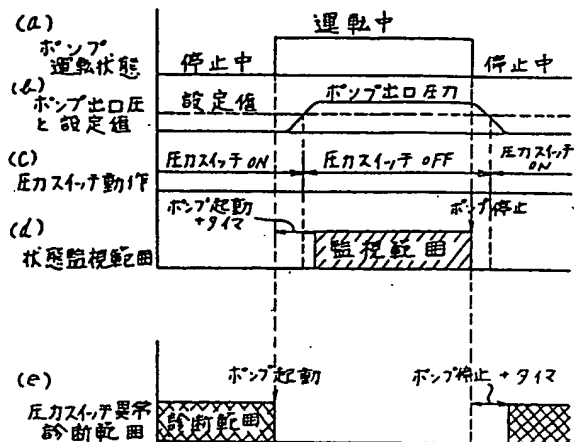 (a)
ポンプ
運転状態
停止中
運転中
停止中
(b)
ポンプ出口圧
と設定値
設定値
ポンプ出口圧力
(c)
圧力スイッチ動作
圧力スイッチON
圧力スイッチ OFF
圧力スイッチ
ON
(d)
状態監視範囲
ポンプ起動
+タイマ
監視範囲
ポンプ停止
(e)
圧力スイッチ異常
診断範囲
診断範囲
ポンプ起動
ポンプ停止+タイマ